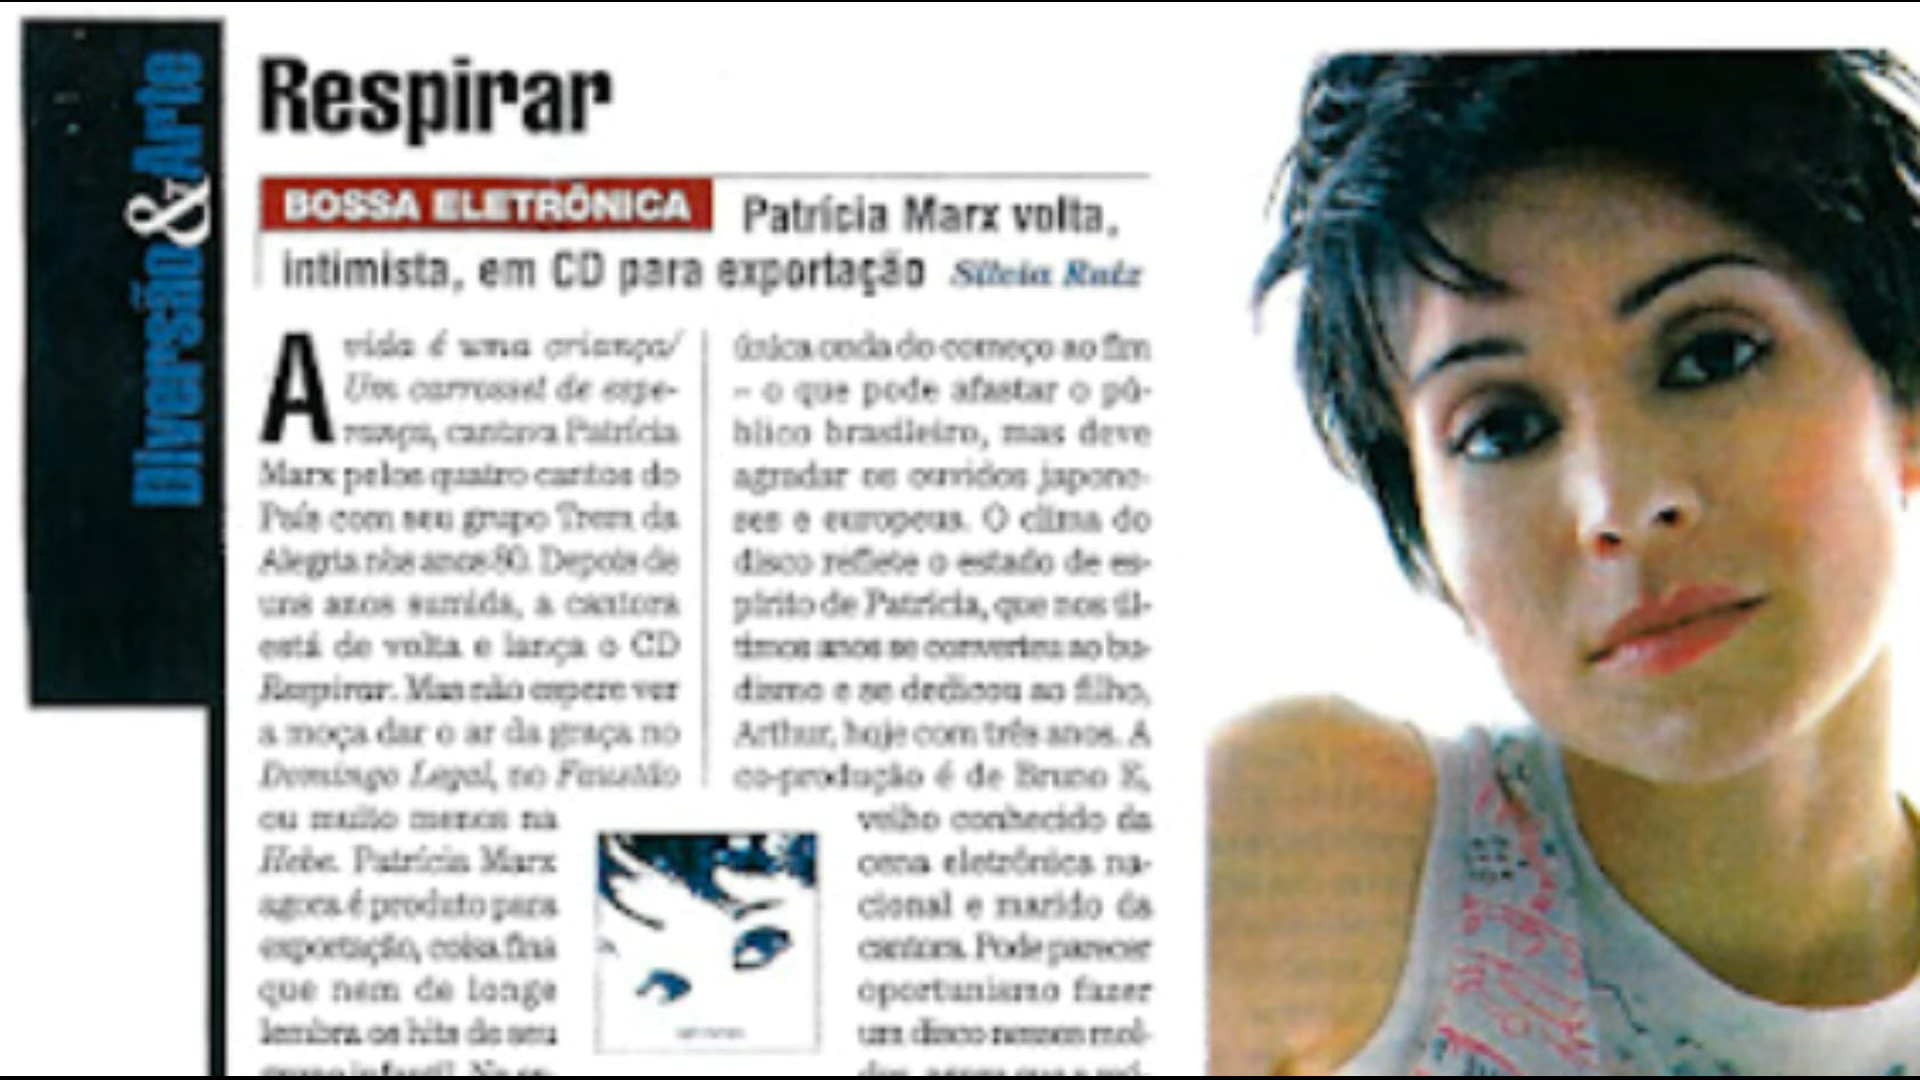 Diversão&Arte
Respirar
BOSSA ELETRÔNICA Patrícia Marx volta,
intimista, em CD para exportação Silvia Ruiz
A vida é uma criança/
Um carrossel de espe-
rança, cantava Patrícia
Marx pelos quatro cantos do
País com seu grupo Trem da
Alegria nos anos 80. Depois de
uns anos sumida, a cantora
está de volta e lança o CD
Respirar. Mas não espere ver
a moça dar o ar da graça no
Domingo Legal, no Faustão
ou muito menos na
Hebe. Patrícia Marx
agora é produto para
exportação, coisa fina
que nem de longe
lembra os hits de seu
grupo infantil. Na
única onda do começo ao fim
– o que pode afastar o pú-
blico brasileiro, mas deve
agradar os ouvidos japone-
ses e europeus. O clima do
disco reflete o estado de es-
pírito de Patrícia, que nos úl-
timos anos se converteu ao bu-
dismo e se dedicou ao filho,
Arthur, hoje com três anos. A
co-produção é de Bruno E,
velho conhecido da
cena eletrônica na-
cional e marido da
cantora. Pode parecer
oportunismo fazer
um disco nesses mol-
des, agora que a